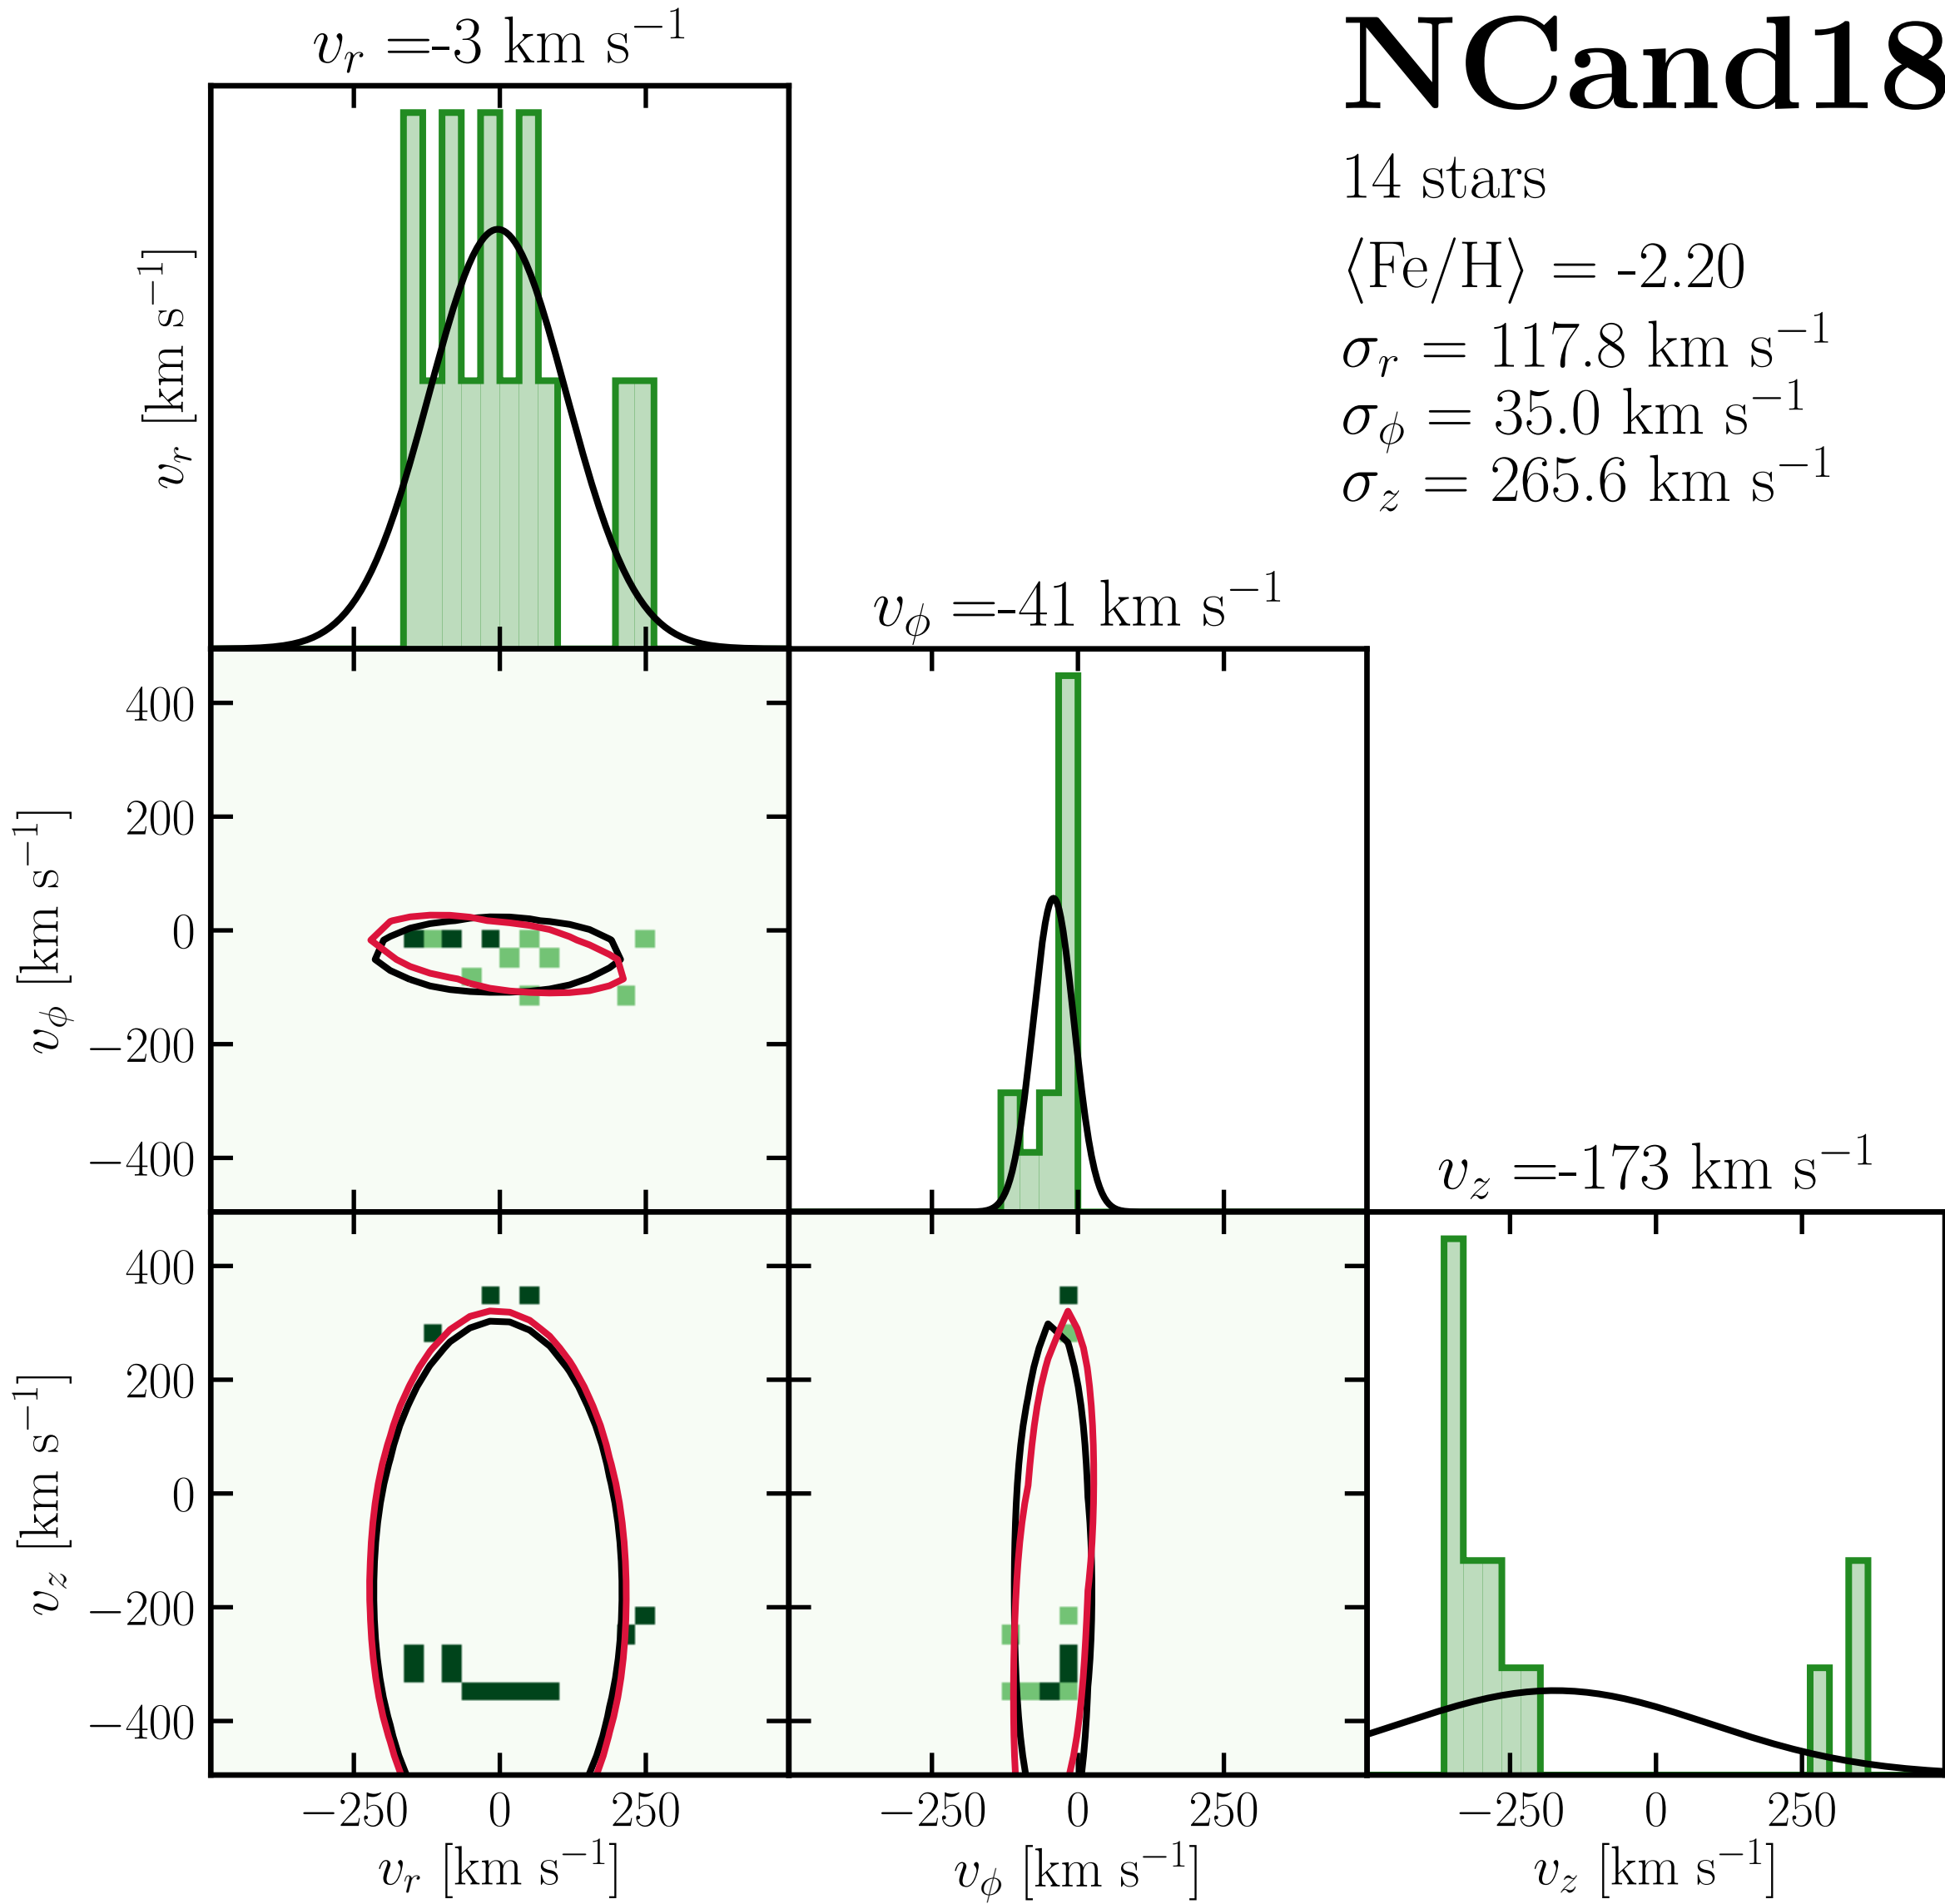 NCand18
14 stars
⟨Fe/H⟩ = -2.20
σ_r = 117.8 km s⁻¹
σ_ϕ = 35.0 km s⁻¹
σ_z = 265.6 km s⁻¹
v_r =-3 km s⁻¹
v_r [km s⁻¹]
v_ϕ =-41 km s⁻¹
400
200
0
−200
−400
v_ϕ [km s⁻¹]
v_z =-173 km s⁻¹
400
200
0
−200
−400
v_z [km s⁻¹]
−250 0 250
−250 0 250
−250 0 250
v_r [km s⁻¹]
v_ϕ [km s⁻¹]
v_z [km s⁻¹]